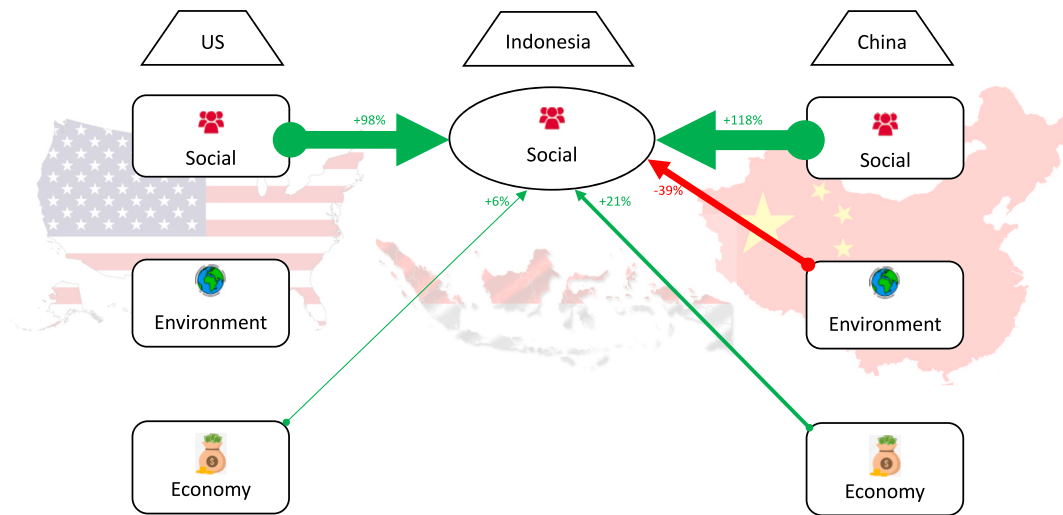 US
Indonesia
China
Social
+98%
Social
+118%
Social
+6%
+21%
-39%
Environment
Environment
$
Economy
$
Economy